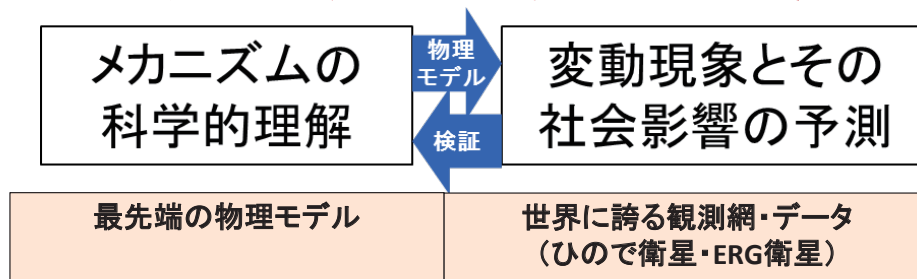 メカニズムの
科学的理解
物理
モデル
検証
変動現象とその
社会影響の予測
最先端の物理モデル
世界に誇る観測網・データ
（ひので衛星・ERG衛星）